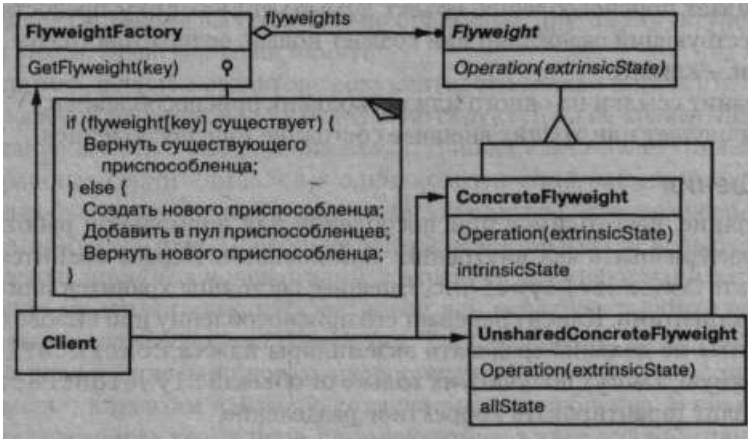 flyweights
FlyweightFactory
GetFlyweight(key)
Flyweight
Operation(extrinsicState)
if (flyweight[key] существует) {
Вернуть существующего
приспособленца;
} else {
Создать нового приспособленца;
Добавить в пул приспособленцев;
Вернуть нового приспособленца;
}
ConcreteFlyweight
Operation(extrinsicState)
intrinsicState
Client
UnsharedConcreteFlyweight
Operation(extrinsicState)
allState